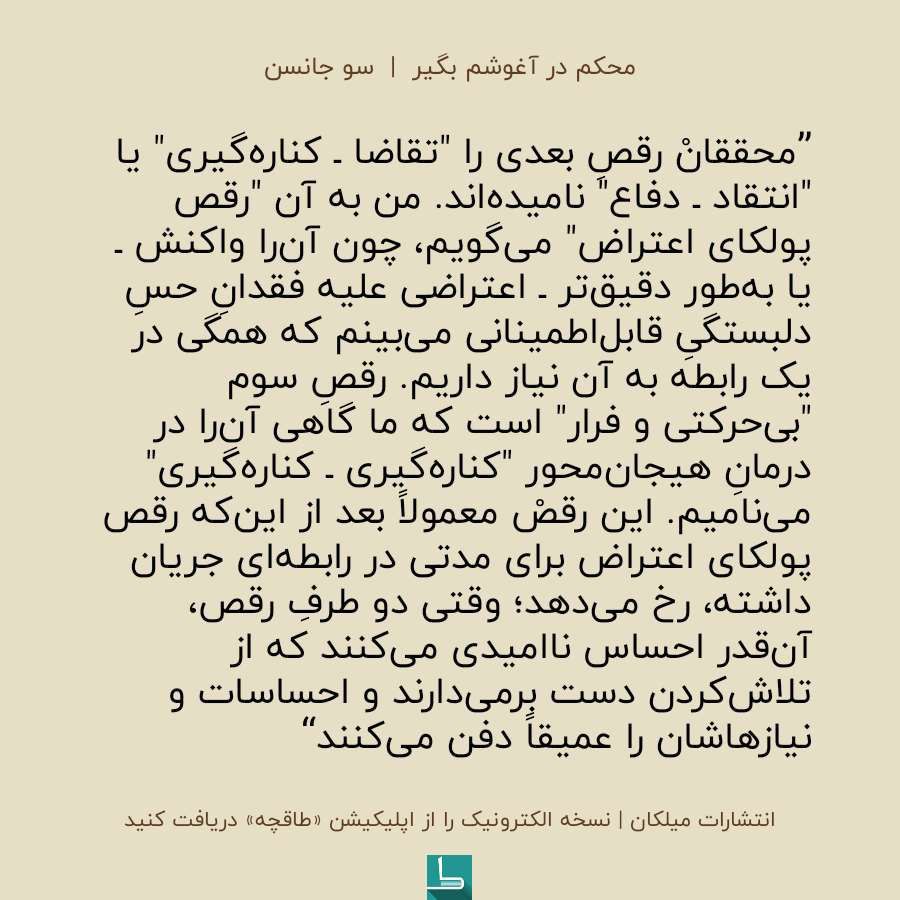 محکم در آغوشم بگیر | سو جانسن
”محققانْ رقصِ بعدی را "تقاضا ـ کناره‌گیری" یا
"انتقاد ـ دفاع" نامیده‌اند. من به آن "رقص
پولکای اعتراض" می‌گویم، چون آن‌را واکنش ـ
یا به‌طور دقیق‌تر ـ اعتراضی علیه فقدانِ حسِ
دلبستگیِ قابل‌اطمینانی می‌بینم که همگی در
یک رابطه به آن نیاز داریم. رقصِ سوم
"بی‌حرکتی و فرار" است که ما گاهی آن‌را در
درمانِ هیجان‌محور "کناره‌گیری ـ کناره‌گیری"
می‌نامیم. این رقصْ معمولاً بعد از این‌که رقص
پولکای اعتراض برای مدتی در رابطه‌ای جریان
داشته، رخ می‌دهد؛ وقتی دو طرفِ رقص،
آن‌قدر احساس ناامیدی می‌کنند که از
تلاش‌کردن دست برمی‌دارند و احساسات و
نیازهاشان را عمیقاً دفن می‌کنند“
انتشارات میلکان | نسخه الکترونیک را از اپلیکیشن «طاقچه» دریافت کنید